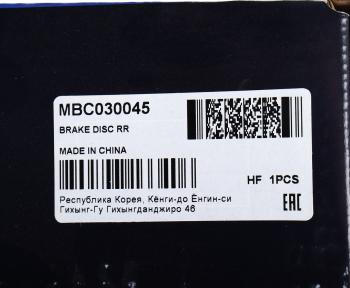 MBC030045
BRAKE DISC RR
MADE IN CHINA
HF 1PCS
Республика Корея, Кёнги-до Ёнгин-си
Гихынг-Гу Гихынгданджиро 46
EAC